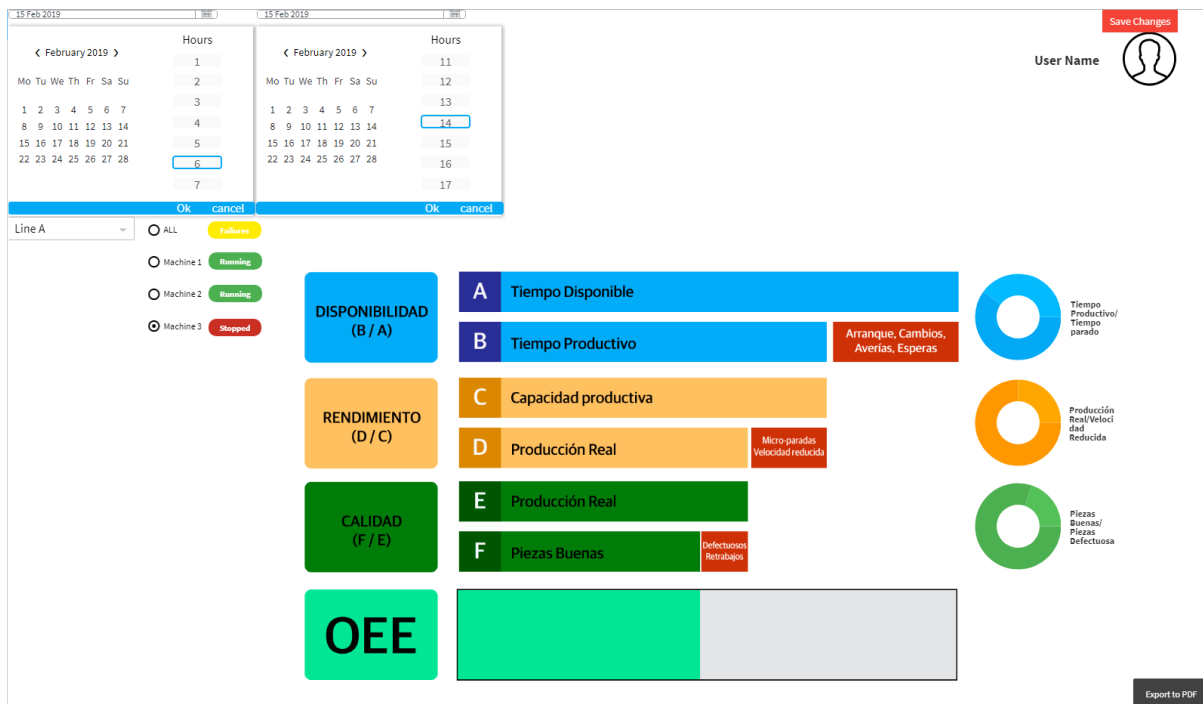 15 Feb 2019
15 Feb 2019
Save Changes
User Name
Hours
February 2019
Mo Tu We Th Fr Sa Su
1 2 3 4 5 6 7
8 9 10 11 12 13 14
15 16 17 18 19 20 21
22 23 24 25 26 27 28
1
2
3
4
5
6
7
Ok cancel
Hours
February 2019
Mo Tu We Th Fr Sa Su
1 2 3 4 5 6 7
8 9 10 11 12 13 14
15 16 17 18 19 20 21
22 23 24 25 26 27 28
11
12
13
14
15
16
17
Ok cancel
Line A
ALL Failures
Machine 1 Running
Machine 2 Running
Machine 3 Stopped
DISPONIBILIDAD
(B / A)
A Tiempo Disponible
B Tiempo Productivo
Arranque, Cambios,
Averías, Esperas
Tiempo
Productivo/
Tiempo
parado
RENDIMIENTO
(D / C)
C Capacidad productiva
D Producción Real
Micro-paradas
Velocidad reducida
Producción
Real/Veloci
dad
Reducida
CALIDAD
(F / E)
E Producción Real
F Piezas Buenas
Defectuosos
Retrabajos
Piezas
Buenas/
Piezas
Defectuosa
OEE
Export to PDF